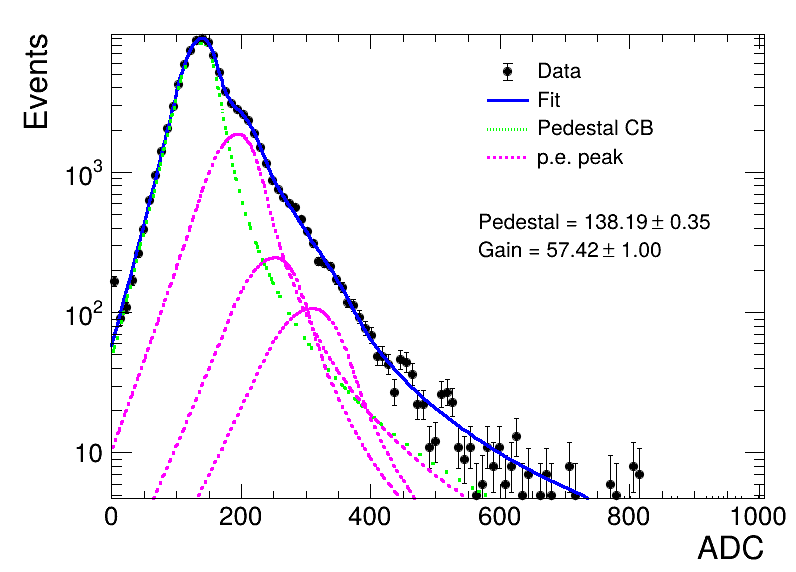 Events
Data
Fit
Pedestal CB
p.e. peak
Pedestal = 138.19 ± 0.35
Gain = 57.42 ± 1.00
10³
10²
10
0 200 400 600 800 1000
ADC